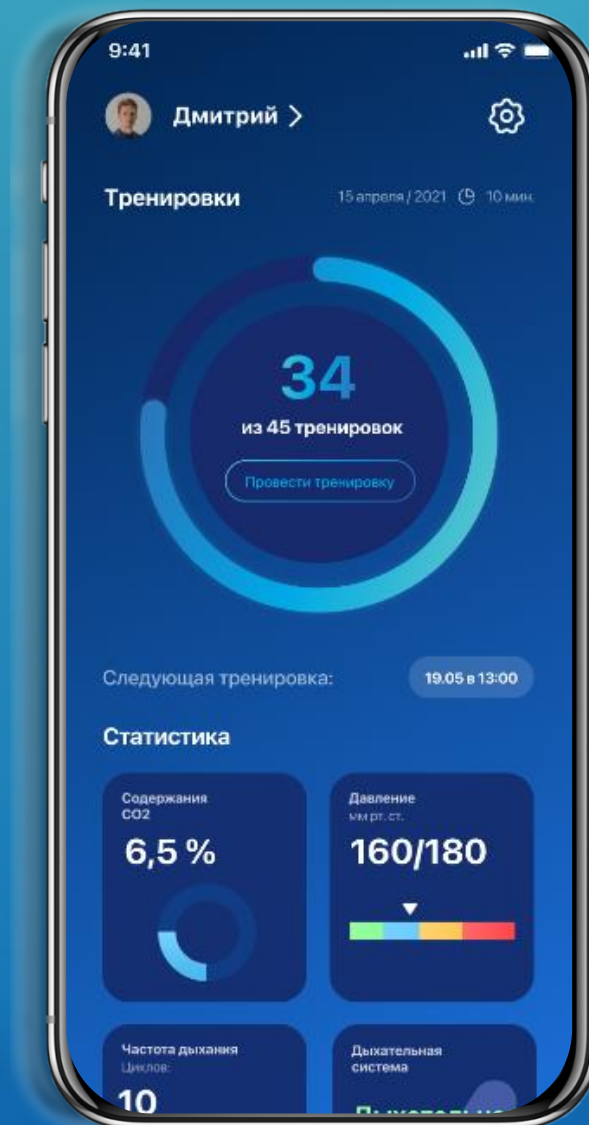 9:41
Дмитрий
Тренировки
15 апреля / 2021 10 мин.
34
из 45 тренировок
Провести тренировку
Следующая тренировка:
19.05 в 13:00
Статистика
Содержания
CO2
6,5 %
Давление
мм рт. ст.
160/180
Частота дыхания
Циклов:
10
Дыхательная
система